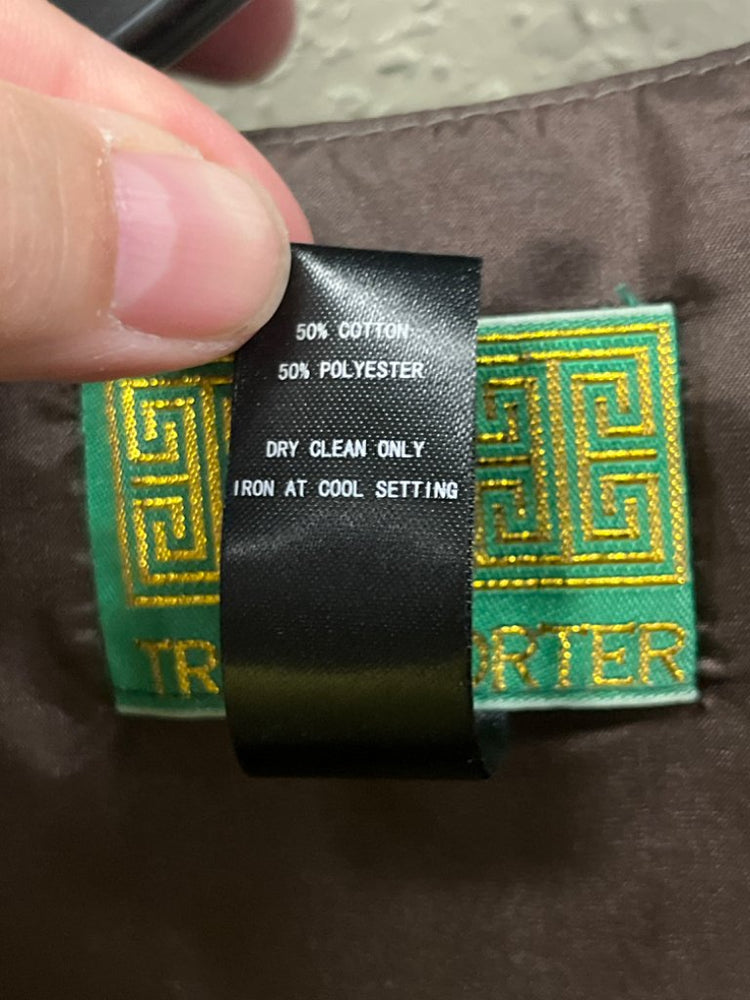 50% COTTON
50% POLYESTER
DRY CLEAN ONLY
IRON AT COOL SETTING